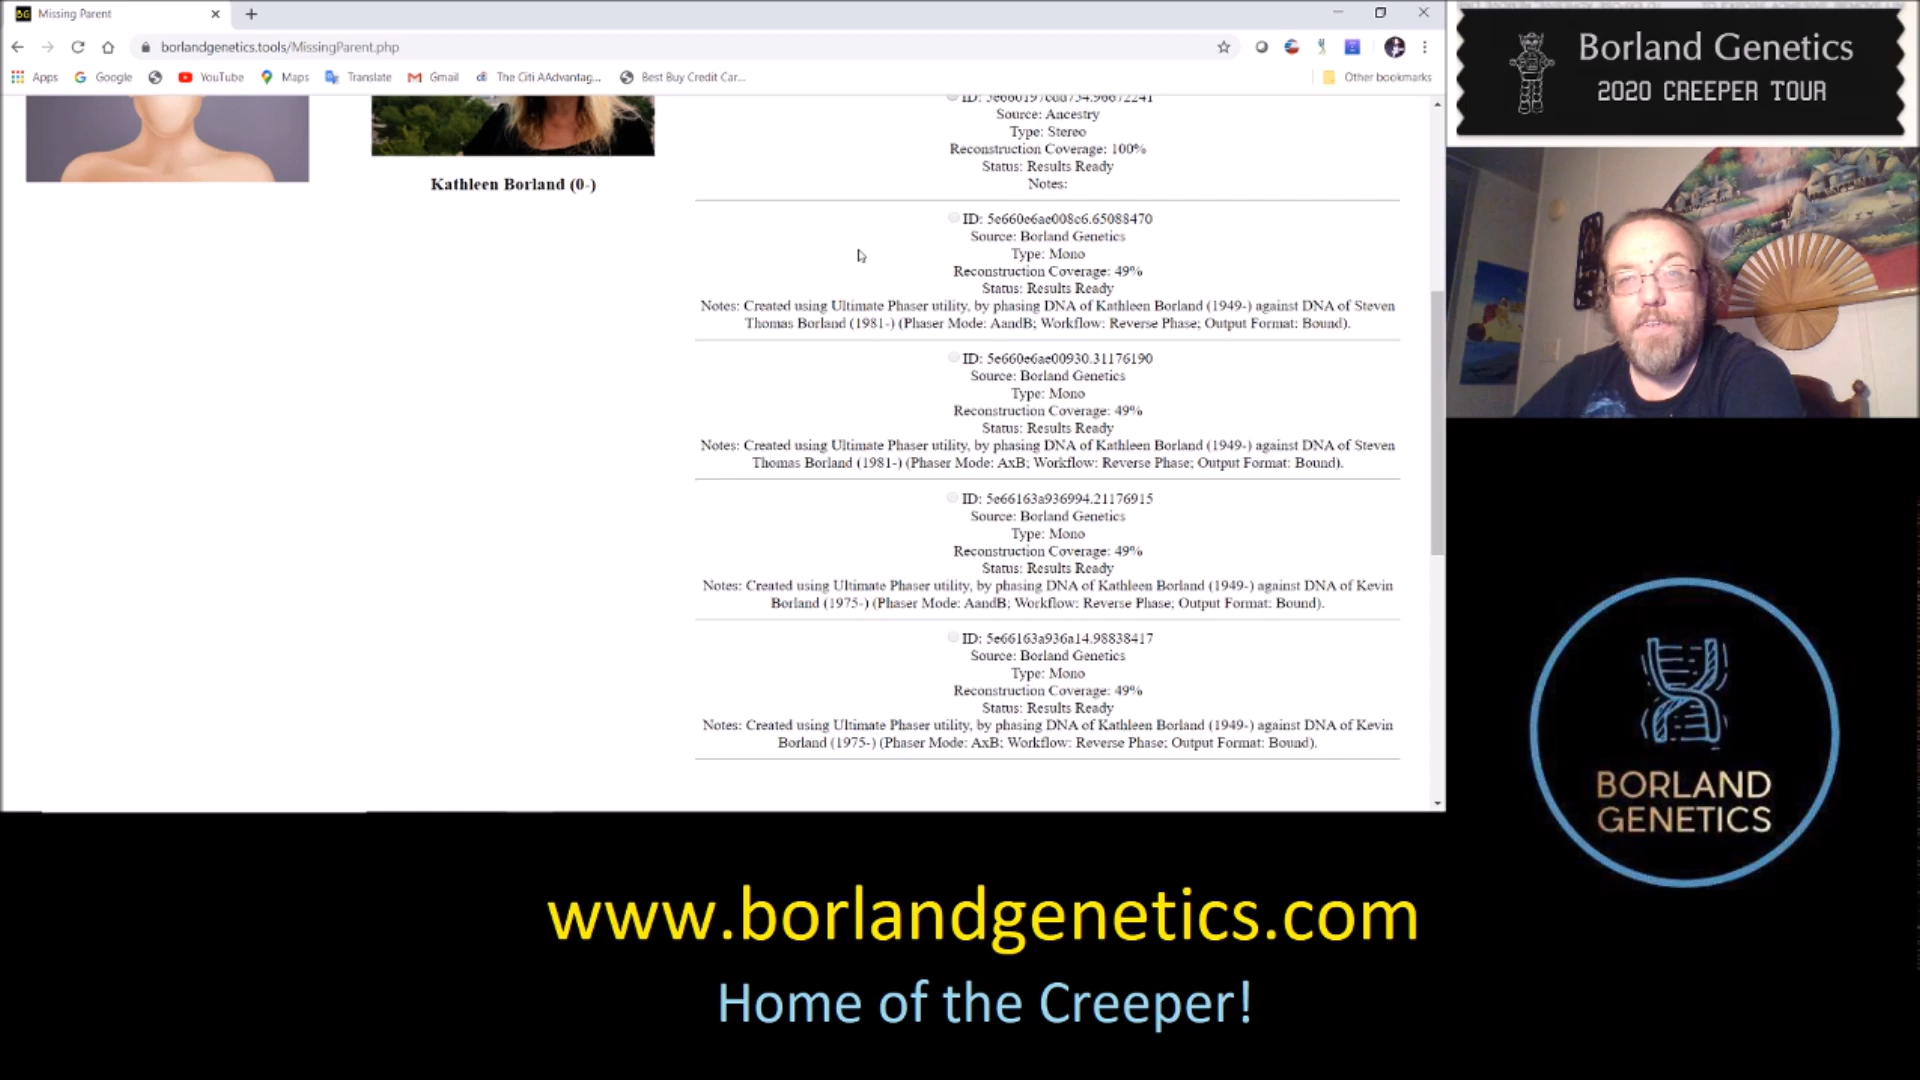 Missing Parent
borlandgenetics.tools/MissingParent.php
Apps Google YouTube Maps Translate Gmail The Citi AAdvantag... Best Buy Credit Car... Other bookmarks
Kathleen Borland (0-)
Source: Ancestry
Type: Stereo
Reconstruction Coverage: 100%
Status: Results Ready
Notes:
ID: 5e660e6ae008c6.65088470
Source: Borland Genetics
Type: Mono
Reconstruction Coverage: 49%
Status: Results Ready
Notes: Created using Ultimate Phaser utility, by phasing DNA of Kathleen Borland (1949-) against DNA of Steven
Thomas Borland (1981-) (Phaser Mode: AandB; Workflow: Reverse Phase; Output Format: Bound).
ID: 5e660e6ae00930.31176190
Source: Borland Genetics
Type: Mono
Reconstruction Coverage: 49%
Status: Results Ready
Notes: Created using Ultimate Phaser utility, by phasing DNA of Kathleen Borland (1949-) against DNA of Steven
Thomas Borland (1981-) (Phaser Mode: AxB; Workflow: Reverse Phase; Output Format: Bound).
ID: 5e66163a936994.21176915
Source: Borland Genetics
Type: Mono
Reconstruction Coverage: 49%
Status: Results Ready
Notes: Created using Ultimate Phaser utility, by phasing DNA of Kathleen Borland (1949-) against DNA of Kevin
Borland (1975-) (Phaser Mode: AandB; Workflow: Reverse Phase; Output Format: Bound).
ID: 5e66163a936a14.98838417
Source: Borland Genetics
Type: Mono
Reconstruction Coverage: 49%
Status: Results Ready
Notes: Created using Ultimate Phaser utility, by phasing DNA of Kathleen Borland (1949-) against DNA of Kevin
Borland (1975-) (Phaser Mode: AxB; Workflow: Reverse Phase; Output Format: Bound).
Borland Genetics
2020 CREEPER TOUR
BORLAND
GENETICS
www.borlandgenetics.com
Home of the Creeper!